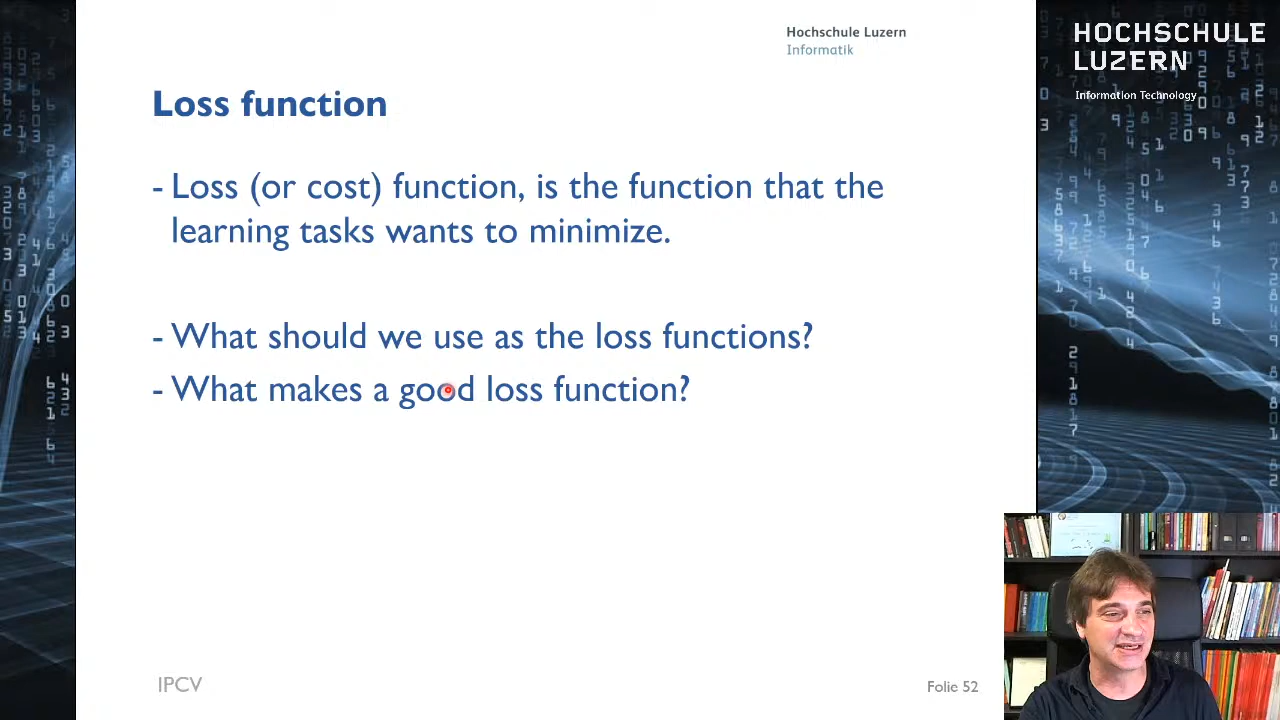 Hochschule Luzern
Informatik
HOCHSCHULE
LUZERN
Information Technology
Loss function
- Loss (or cost) function, is the function that the
learning tasks wants to minimize.
- What should we use as the loss functions?
- What makes a good loss function?
IPCV
Folie 52